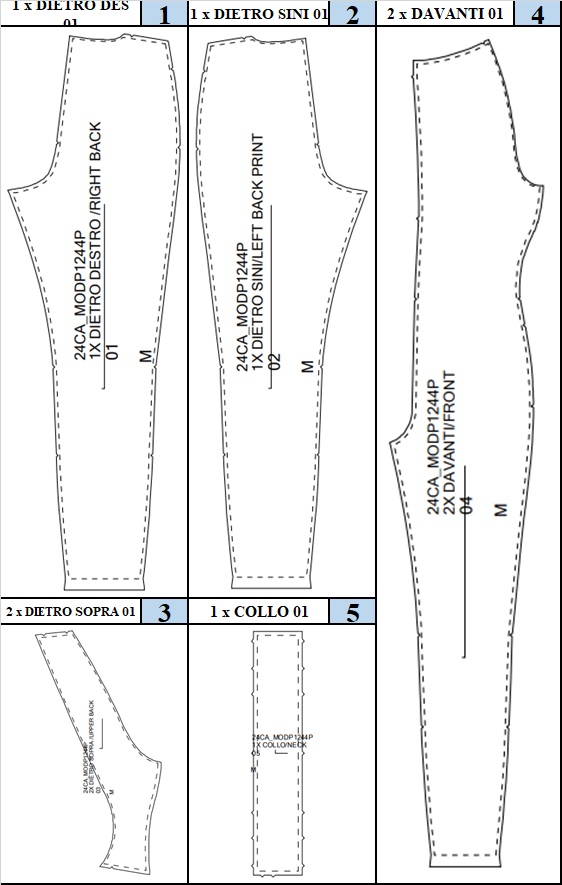 1 x DIETRO DES
01
1
24CA_MODP1244P
1X DIETRO DESTRO /RIGHT BACK
01
M
1 x DIETRO SINI 01
2
24CA_MODP1244P
1X DIETRO SINI/LEFT BACK PRINT
02
M
2 x DAVANTI 01
4
24CA_MODP1244P
2X DAVANTI/FRONT
04
M
2 x DIETRO SOPRA 01
3
24CA_MODP1244P
2X DIETRO SOPRA /UPPER BACK
03
M
1 x COLLO 01
5
24CA_MODP1244P
1X COLLO/NECK
05
M